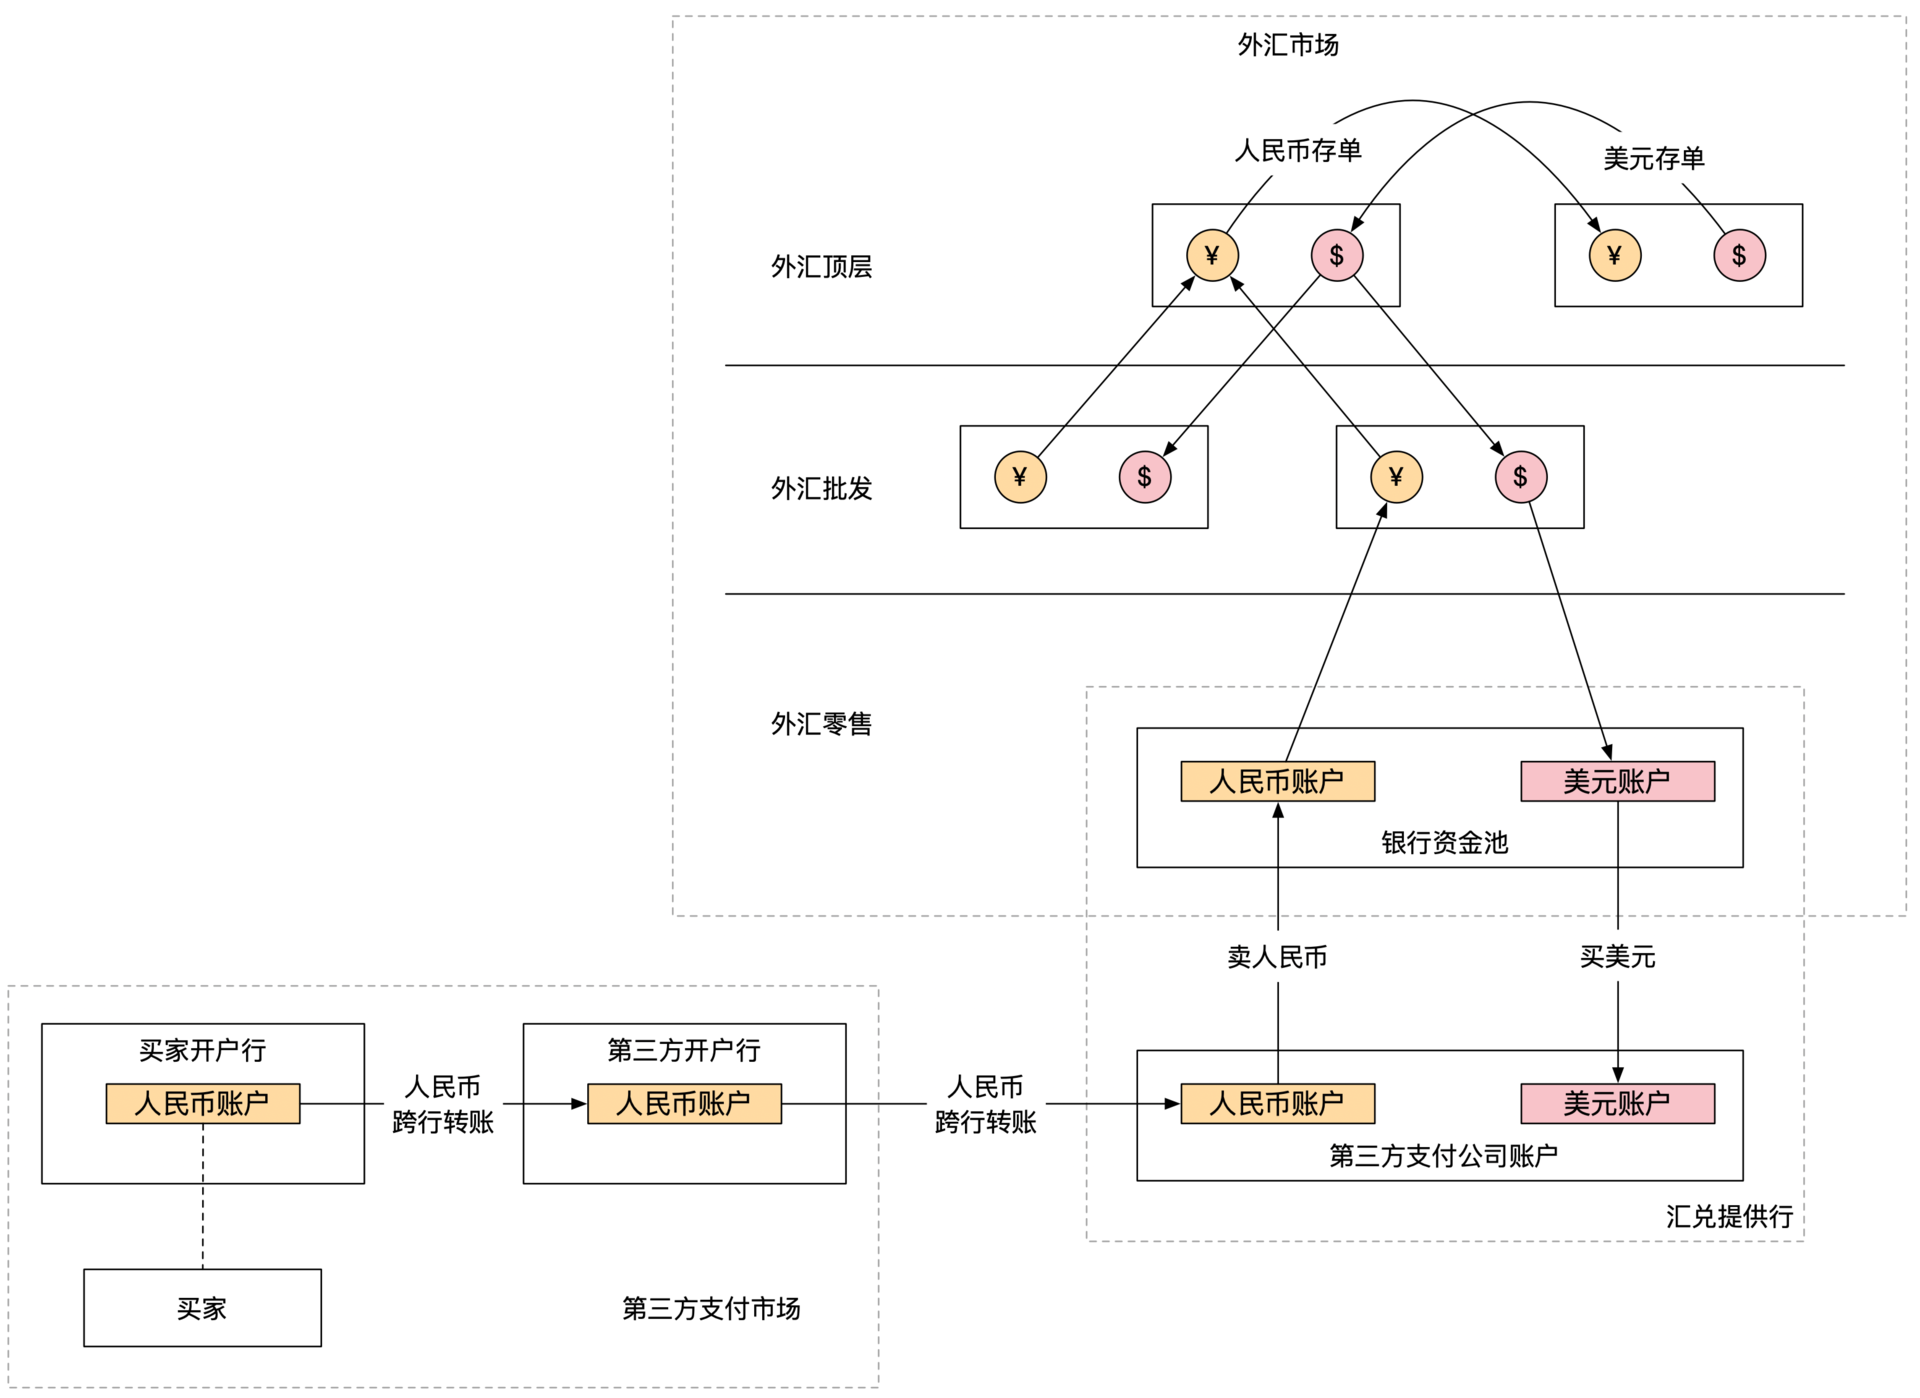 外汇市场
人民币存单
美元存单
外汇顶层
¥
$
¥
$
外汇批发
¥
$
¥
$
外汇零售
人民币账户
美元账户
银行资金池
卖人民币
买美元
买家开户行
人民币账户
人民币
跨行转账
第三方开户行
人民币账户
人民币
跨行转账
人民币账户
美元账户
第三方支付公司账户
汇兑提供行
买家
第三方支付市场